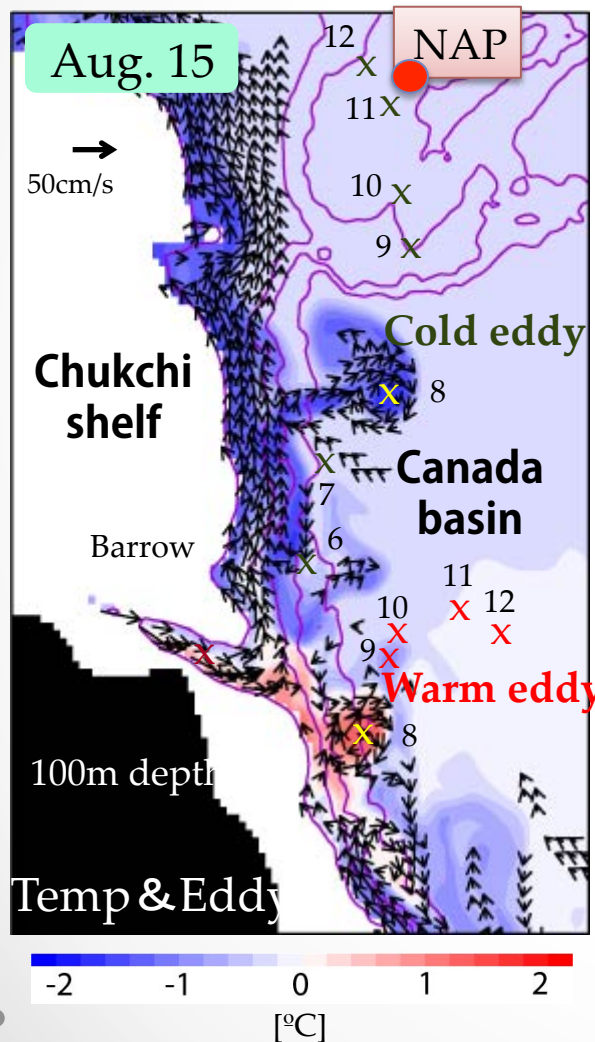 Aug. 15
12
NAP
x
11
x
50cm/s
10
x
9
x
Cold eddy
Chukchi
shelf
x
8
x
7
Canada
basin
6
x
Barrow
11
x
12
x
10
x
x
9
x
Warm eddy
x
8
100m depth
Temp & Eddy
-2
-1
0
1
2
[ºC]